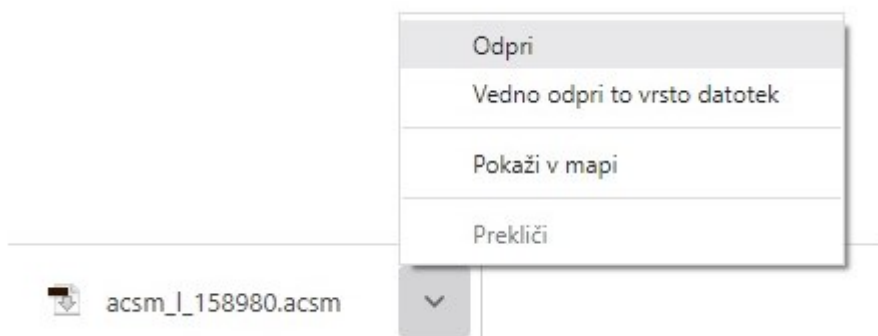 Odpri
Vedno odpri to vrsto datotek
Pokaži v mapi
Prekliči
acsm_l_158980.acsm